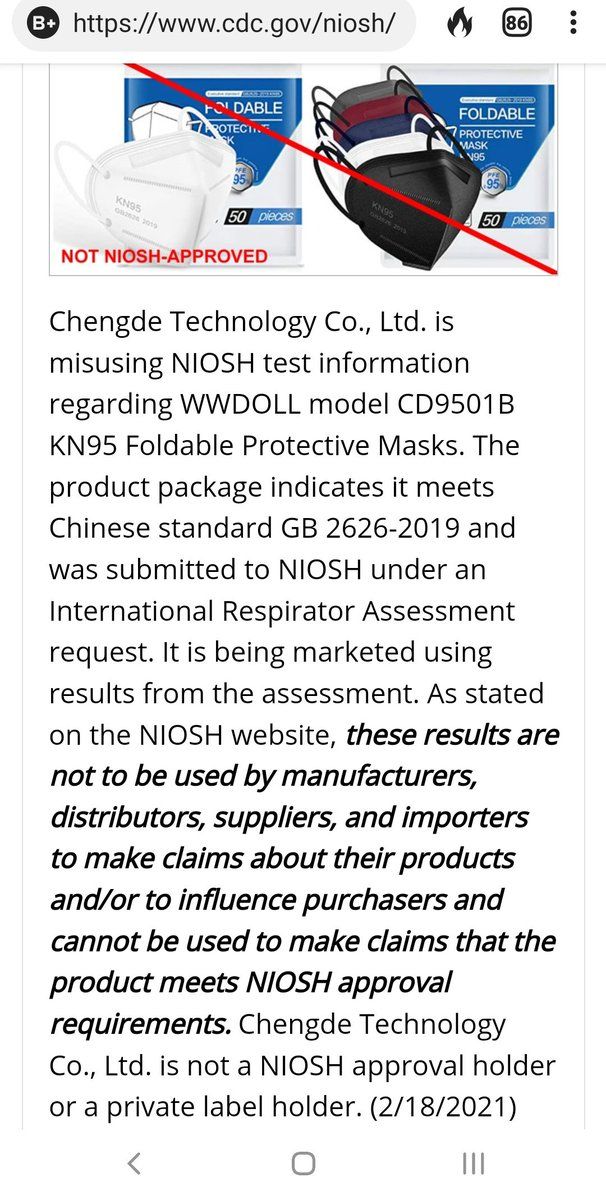 B+ https://www.cdc.gov/niosh/ 86
FOLDABLE
PROTECTIVE
KN95
GB2626 2019
95
50 pieces
FOLDABLE
PROTECTIVE
MASK
N95
KN95
GB2626 2019
PFE
95
50 pieces
NOT NIOSH-APPROVED
Chengde Technology Co., Ltd. is
misusing NIOSH test information
regarding WWDOLL model CD9501B
KN95 Foldable Protective Masks. The
product package indicates it meets
Chinese standard GB 2626-2019 and
was submitted to NIOSH under an
International Respirator Assessment
request. It is being marketed using
results from the assessment. As stated
on the NIOSH website, these results are
not to be used by manufacturers,
distributors, suppliers, and importers
to make claims about their products
and/or to influence purchasers and
cannot be used to make claims that the
product meets NIOSH approval
requirements. Chengde Technology
Co., Ltd. is not a NIOSH approval holder
or a private label holder. (2/18/2021)